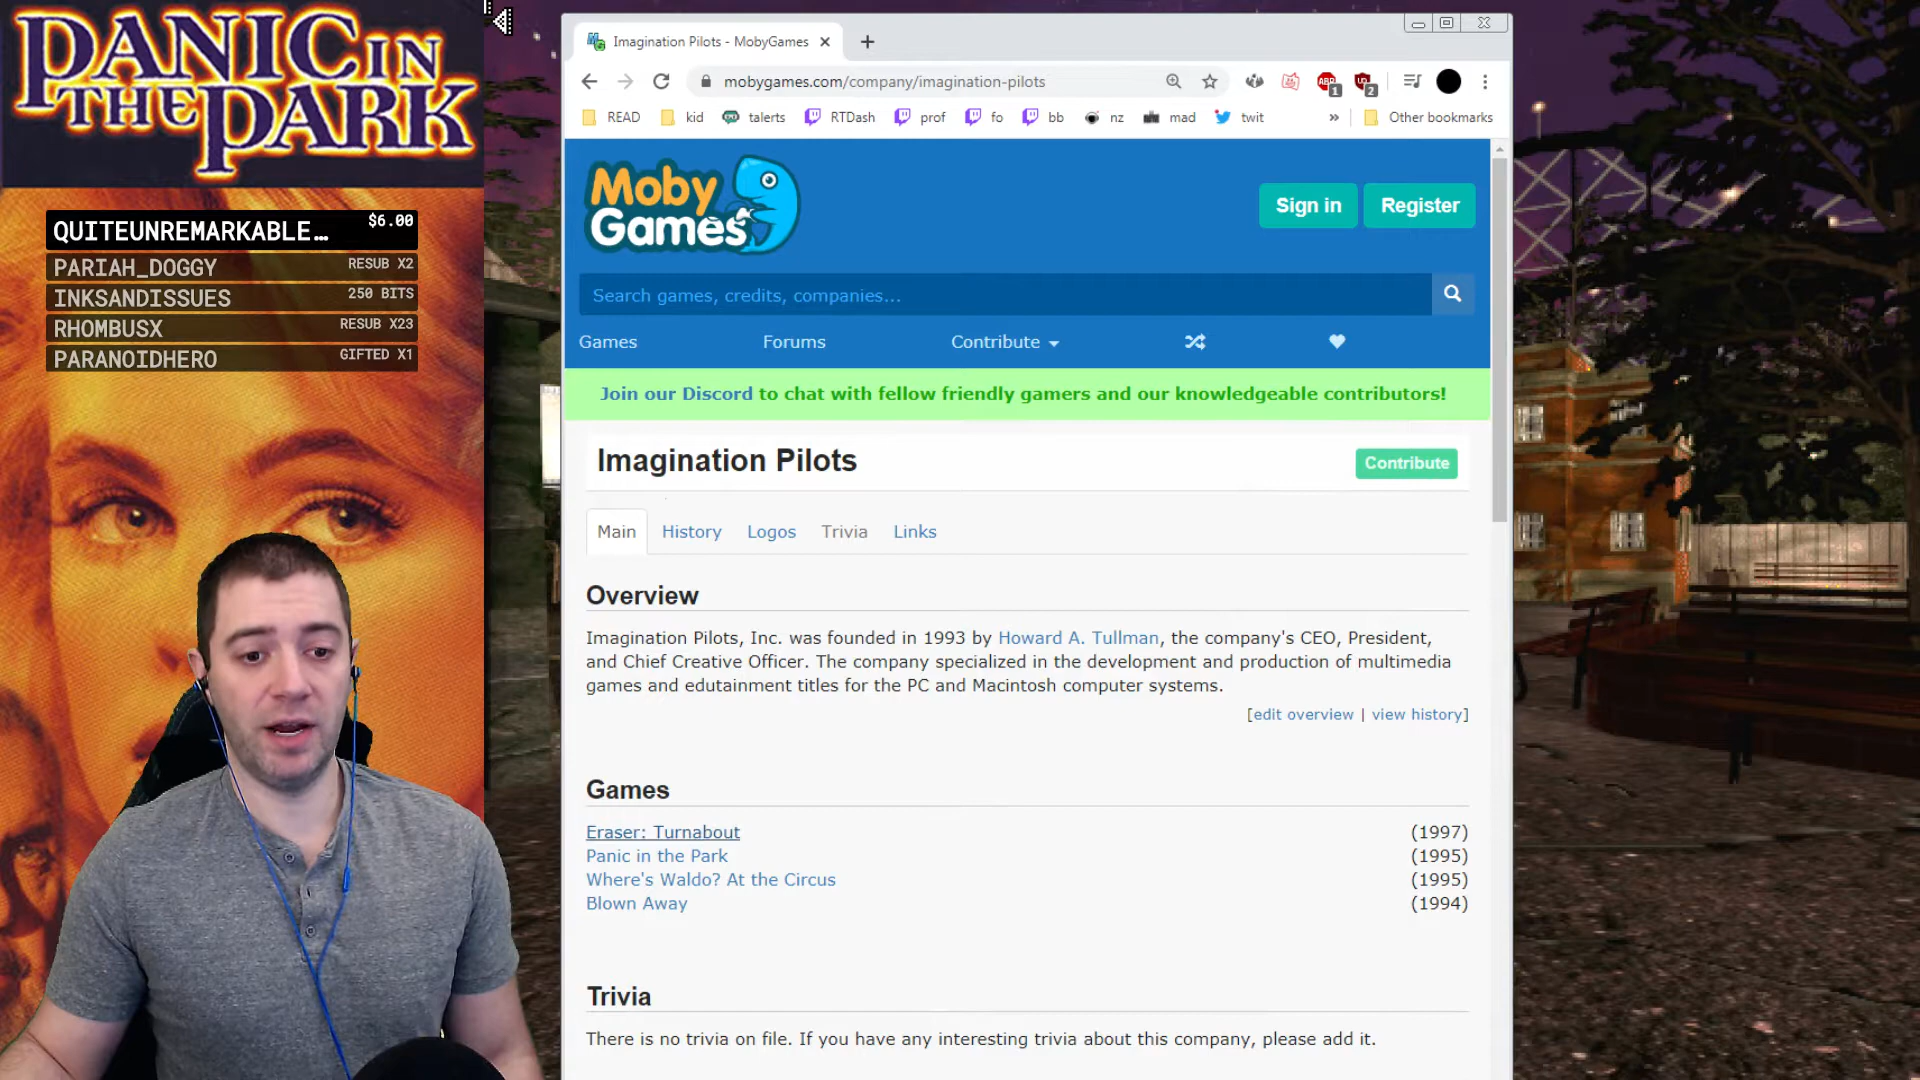 PANIC IN
THE PARK
QUITEUNREMARKABLE… $6.00
PARIAH_DOGGY RESUB X2
INKSANDISSUES 250 BITS
RHOMBUSX RESUB X23
PARANOIDHERO GIFTED X1
Imagination Pilots - MobyGames
mobygames.com/company/imagination-pilots
ABP 1 2
READ kid talerts RTDash prof fo bb nz mad twit » Other bookmarks
Moby
Games
Sign in Register
Search games, credits, companies...
Games Forums Contribute
Join our Discord to chat with fellow friendly gamers and our knowledgeable contributors!
Imagination Pilots Contribute
Main History Logos Trivia Links
Overview
Imagination Pilots, Inc. was founded in 1993 by Howard A. Tullman, the company's CEO, President,
and Chief Creative Officer. The company specialized in the development and production of multimedia
games and edutainment titles for the PC and Macintosh computer systems.
[edit overview | view history]
Games
Eraser: Turnabout (1997)
Panic in the Park (1995)
Where's Waldo? At the Circus (1995)
Blown Away (1994)
Trivia
There is no trivia on file. If you have any interesting trivia about this company, please add it.